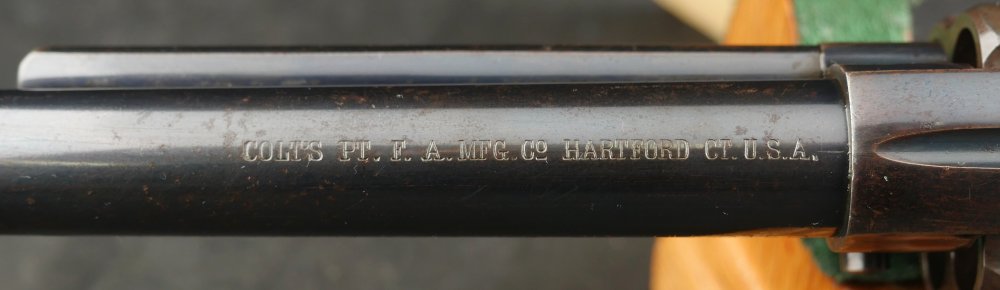 COLT'S PT. F. A. MFG. Co HARTFORD CT. U.S.A.